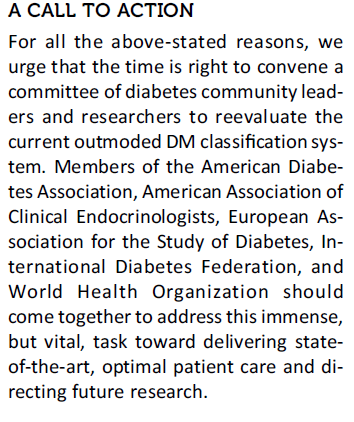 A CALL TO ACTION
For all the above-stated reasons, we
urge that the time is right to convene a
committee of diabetes community lead-
ers and researchers to reevaluate the
current outmoded DM classification sys-
tem. Members of the American Diabe-
tes Association, American Association of
Clinical Endocrinologists, European As-
sociation for the Study of Diabetes, In-
ternational Diabetes Federation, and
World Health Organization should
come together to address this immense,
but vital, task toward delivering state-
of-the-art, optimal patient care and di-
recting future research.